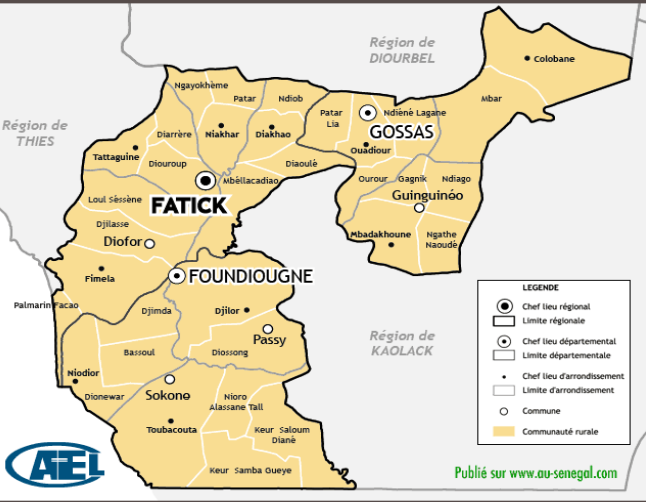 Région de
DIOURBEL
Colobane
Ngayokhème
Patar
Ndiob
Mbar
Patar
Lia
Ndiéné Lagane
GOSSAS
Région de
THIES
Diarrère
Niakhar
Diakhao
Ouadiour
Tattaguine
Diouroup
Diaoulé
Mbéllacadiao
Ourour
Gagnik
Ndiago
Guinguinéo
Loul Sèssène
FATICK
Djilasse
Diofor
Mbadakhoune
Ngathe
Naoudé
Fimela
FOUNDIOUGNE
Palmarin Facao
Djimda
Djilor
Passy
Région de
KAOLACK
Bassoul
Diossong
Niodior
Dionewar
Sokone
Nioro
Alassane Tall
Toubacouta
Keur Saloum
Diané
Keur Samba Gueye
LEGENDE
Chef lieu régional
Limite régionale
Chef lieu départemental
Limite départementale
Chef lieu d'arrondissement
Limite d'arrondissement
Commune
Communauté rurale
AEL
Publié sur www.au-senegal.com